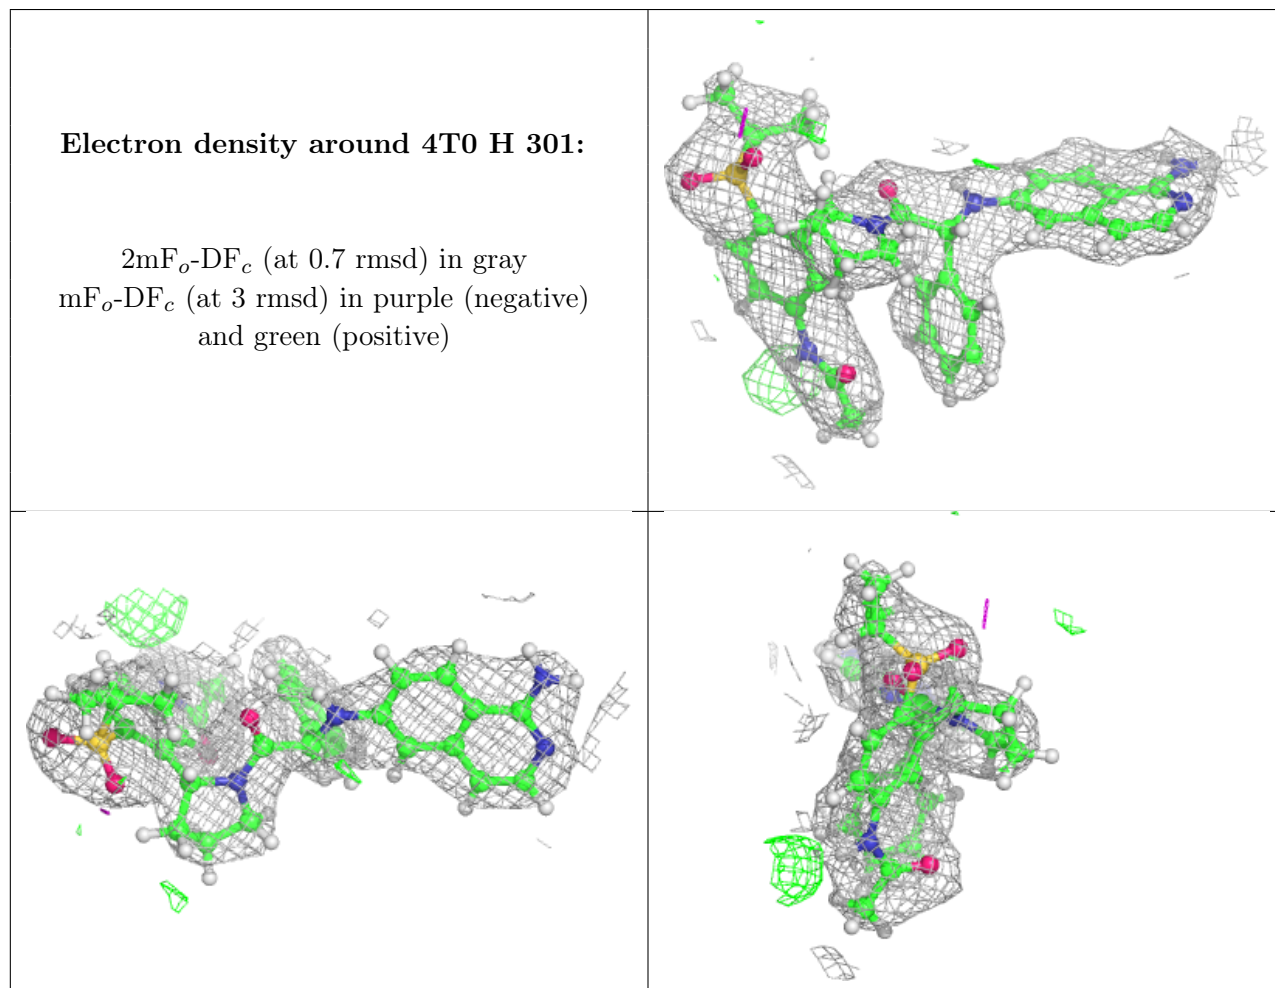 Electron density around 4T0 H 301:
2mFₒ-DF𝑐 (at 0.7 rmsd) in gray
mFₒ-DF𝑐 (at 3 rmsd) in purple (negative)
and green (positive)